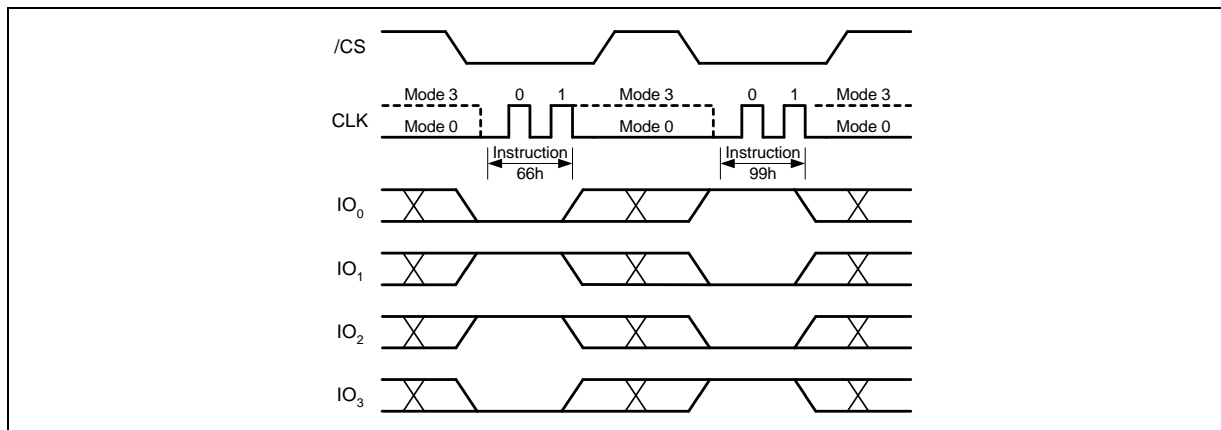 /CS
Mode 3 0 1 Mode 3 0 1 Mode 3
CLK
Mode 0 Mode 0 Mode 0
Instruction Instruction
66h 99h
IO0
IO1
IO2
IO3